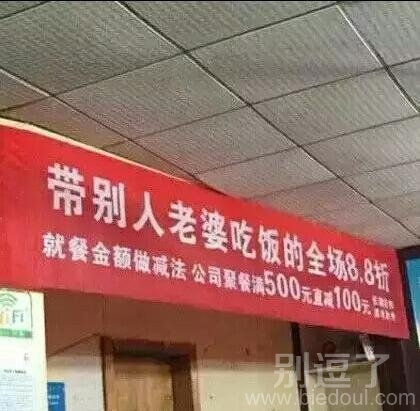 带别人老婆吃饭的全场8.8折
就餐金额做减法 公司聚餐满500元直减100元
WiFi
别逗了
www.biedoul.com